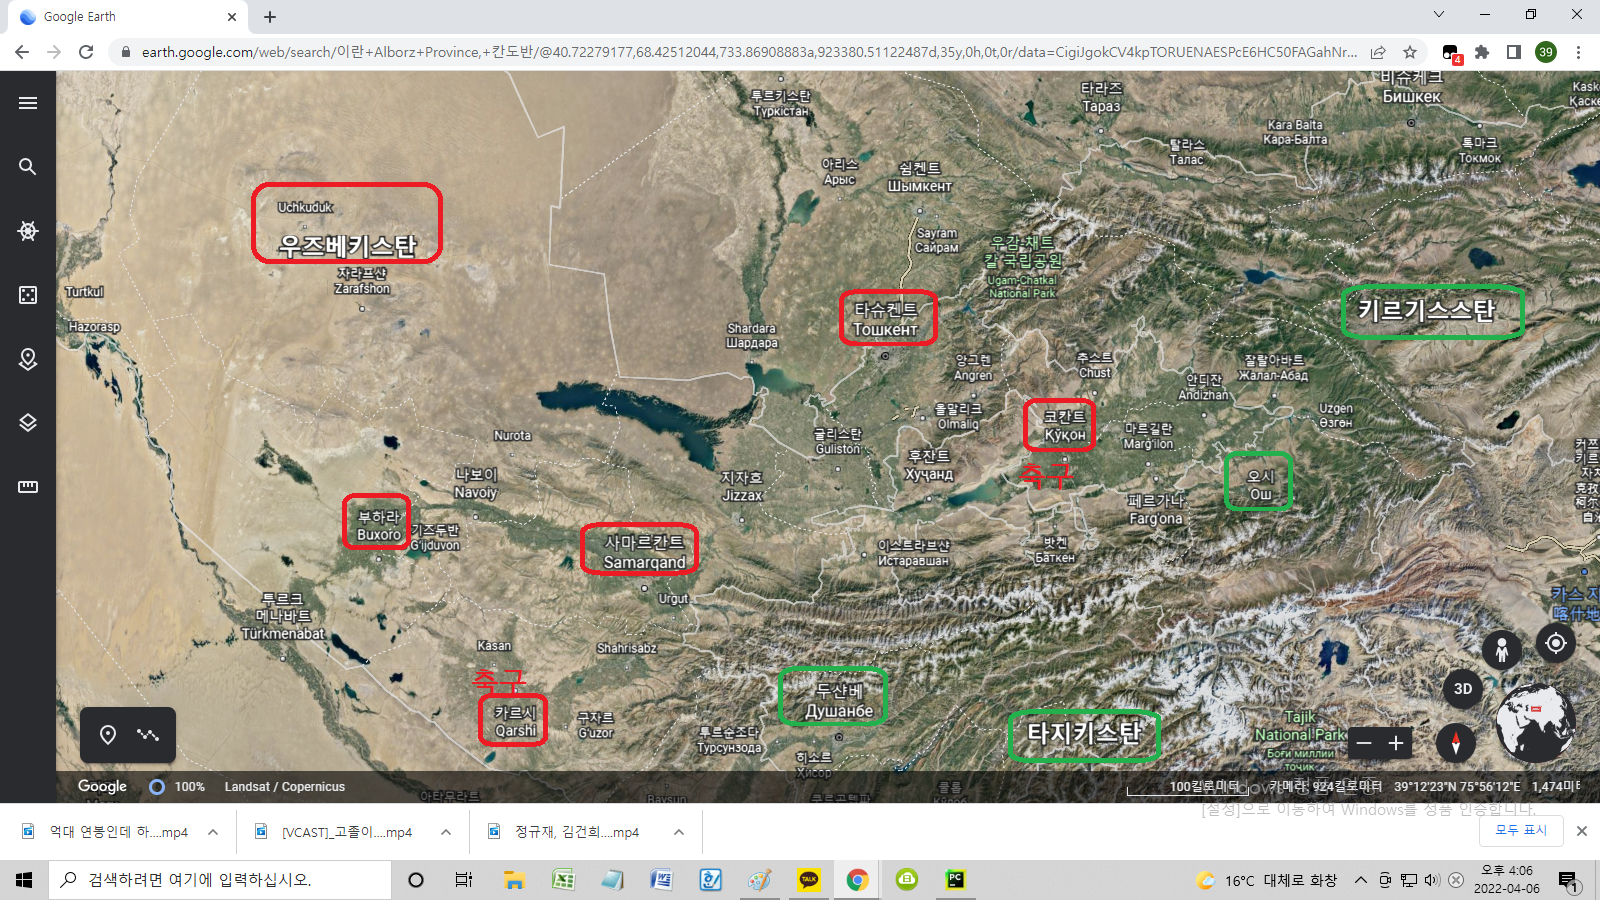 Google Earth
earth.google.com/web/search/이란+Alborz+Province,+칸도반/@40.72279177,68.42512044,733.86908883a,923380.51122487d,35y,0h,0t,0r/data=CigiJgokCV4kpTORUENAESPcE6HC50FAGahNr...
4
39
투르키스탄
Түркістан
타라즈
Тараз
비슈케크
Бишкек
Kara Balta
Кара-Балта
탈라스
Талас
톡마크
Токмок
아리스
Арыс
쉼켄트
Шымкент
Sayram
Сайрам
우감-채트
칼 국립공원
Ugam-Chatkal
National Park
Uchkuduk
우즈베키스탄
자라프샨
Zarafshon
Turtkul
Hazorasp
타슈켄트
Тошкент
Shardara
Шардара
키르기스스탄
앙그렌
Angren
추스트
Chust
잘랄아바트
Жалал-Абад
안디잔
Andizhan
Uzgen
Өзгөн
올말리크
Olmaliq
코칸트
Қўқон
축구
마르길란
Marg'ilon
굴리스탄
Guliston
후잔트
Хуҷанд
오시
Ош
페르가나
Farg'ona
Nurota
나보이
Navoiy
지자흐
Jizzax
부하라
Buxoro
기즈두반
G'ijduvon
사마르칸트
Samarqand
이스트라브샨
Истаравшан
밧켄
Баткен
Urgut
투르크
메나바트
Türkmenabat
Kasan
Shahrisabz
축구
카르시
Qarshi
구자르
G'uzor
두샨베
Душанбе
투르순조다
Турсунзода
히소르
Ҳисор
타지키스탄
Tajik
National Park
Боғи миллии
тоҷик
喀什地
3D
Google
100%
Landsat / Copernicus
아타무라트
Baysun
100킬로미터
카메라: 924킬로미터
39°12'23"N 75°56'12"E
1,474미터
[설정]으로 이동하여 Windows를 정품 인증합니다.
억대 연봉인데 하....mp4
[VCAST]_고졸이....mp4
정규재, 김건희....mp4
모두 표시
검색하려면 여기에 입력하십시오.
TALK
PC
16°C 대체로 화창
오후 4:06
2022-04-06
1